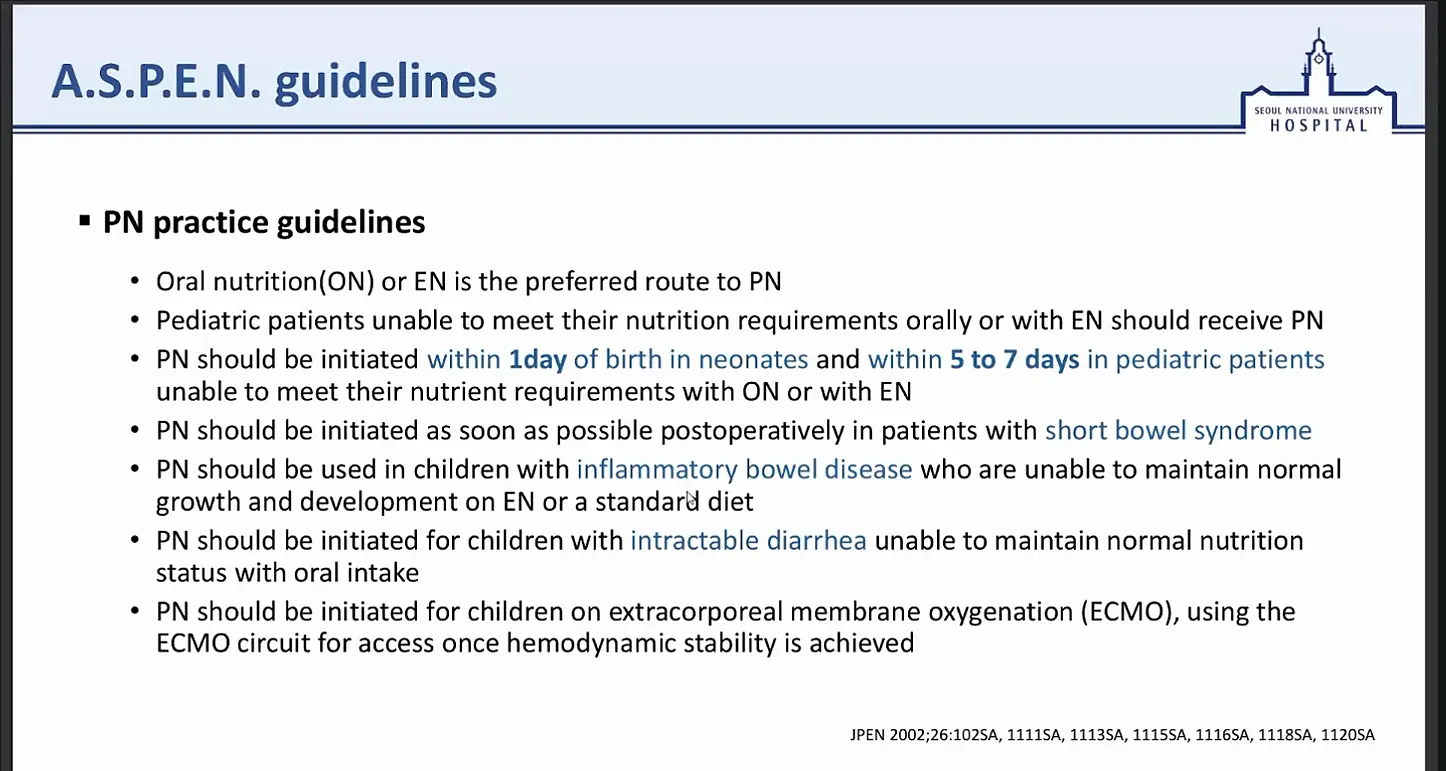 A.S.P.E.N. guidelines
SEOUL NATIONAL UNIVERSITY
HOSPITAL
▪ PN practice guidelines
• Oral nutrition(ON) or EN is the preferred route to PN
• Pediatric patients unable to meet their nutrition requirements orally or with EN should receive PN
• PN should be initiated within 1day of birth in neonates and within 5 to 7 days in pediatric patients
unable to meet their nutrient requirements with ON or with EN
• PN should be initiated as soon as possible postoperatively in patients with short bowel syndrome
• PN should be used in children with inflammatory bowel disease who are unable to maintain normal
growth and development on EN or a standard diet
• PN should be initiated for children with intractable diarrhea unable to maintain normal nutrition
status with oral intake
• PN should be initiated for children on extracorporeal membrane oxygenation (ECMO), using the
ECMO circuit for access once hemodynamic stability is achieved
JPEN 2002;26:102SA, 1111SA, 1113SA, 1115SA, 1116SA, 1118SA, 1120SA